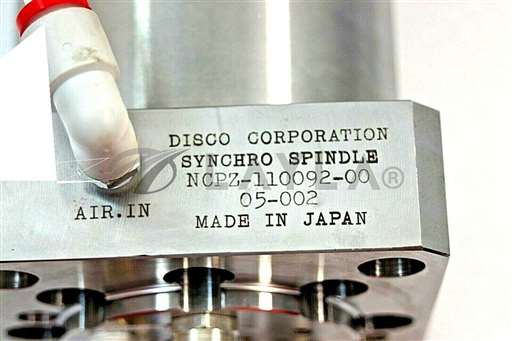 DISCO CORPORATION
SYNCHRO SPINDLE
NCPZ-110092-00
05-002
AIR.IN
MADE IN JAPAN